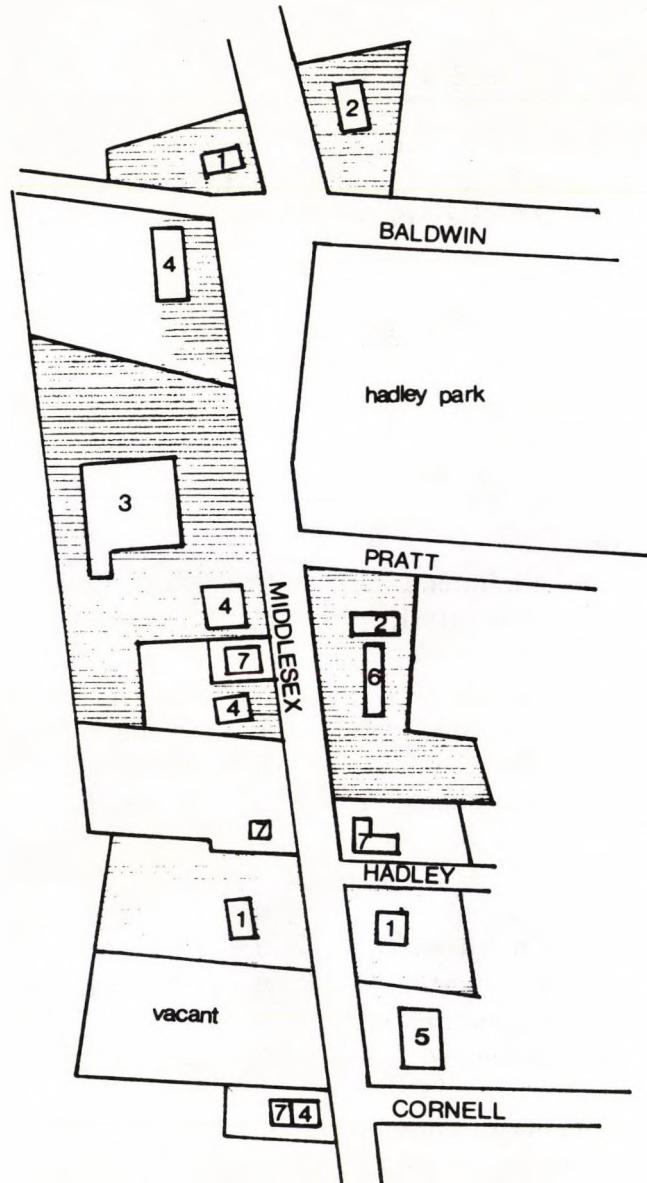 2
1
BALDWIN
4
hadley park
3
PRATT
4
MIDDLESEX
2
7
6
4
7
7
HADLEY
1
1
vacant
5
7 4
CORNELL